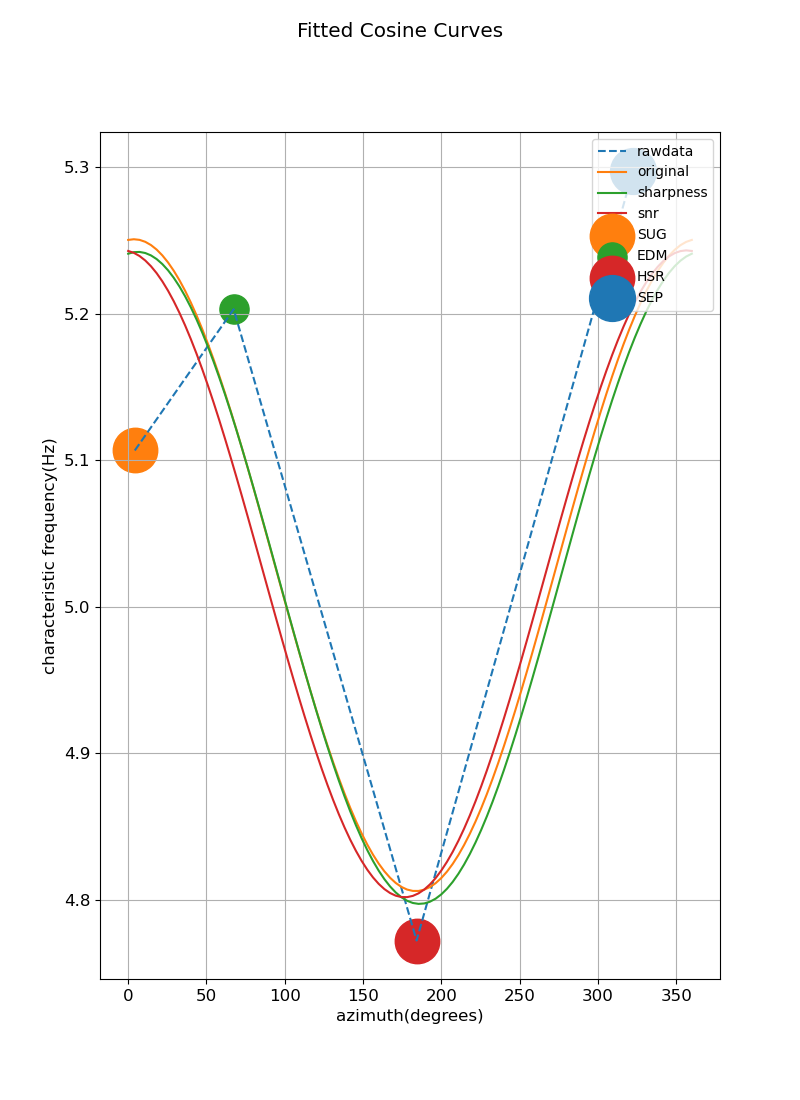 Fitted Cosine Curves
5.3
5.2
5.1
5.0
4.9
4.8
characteristic frequency(Hz)
rawdata
original
sharpness
snr
SUG
EDM
HSR
SEP
0 50 100 150 200 250 300 350
azimuth(degrees)